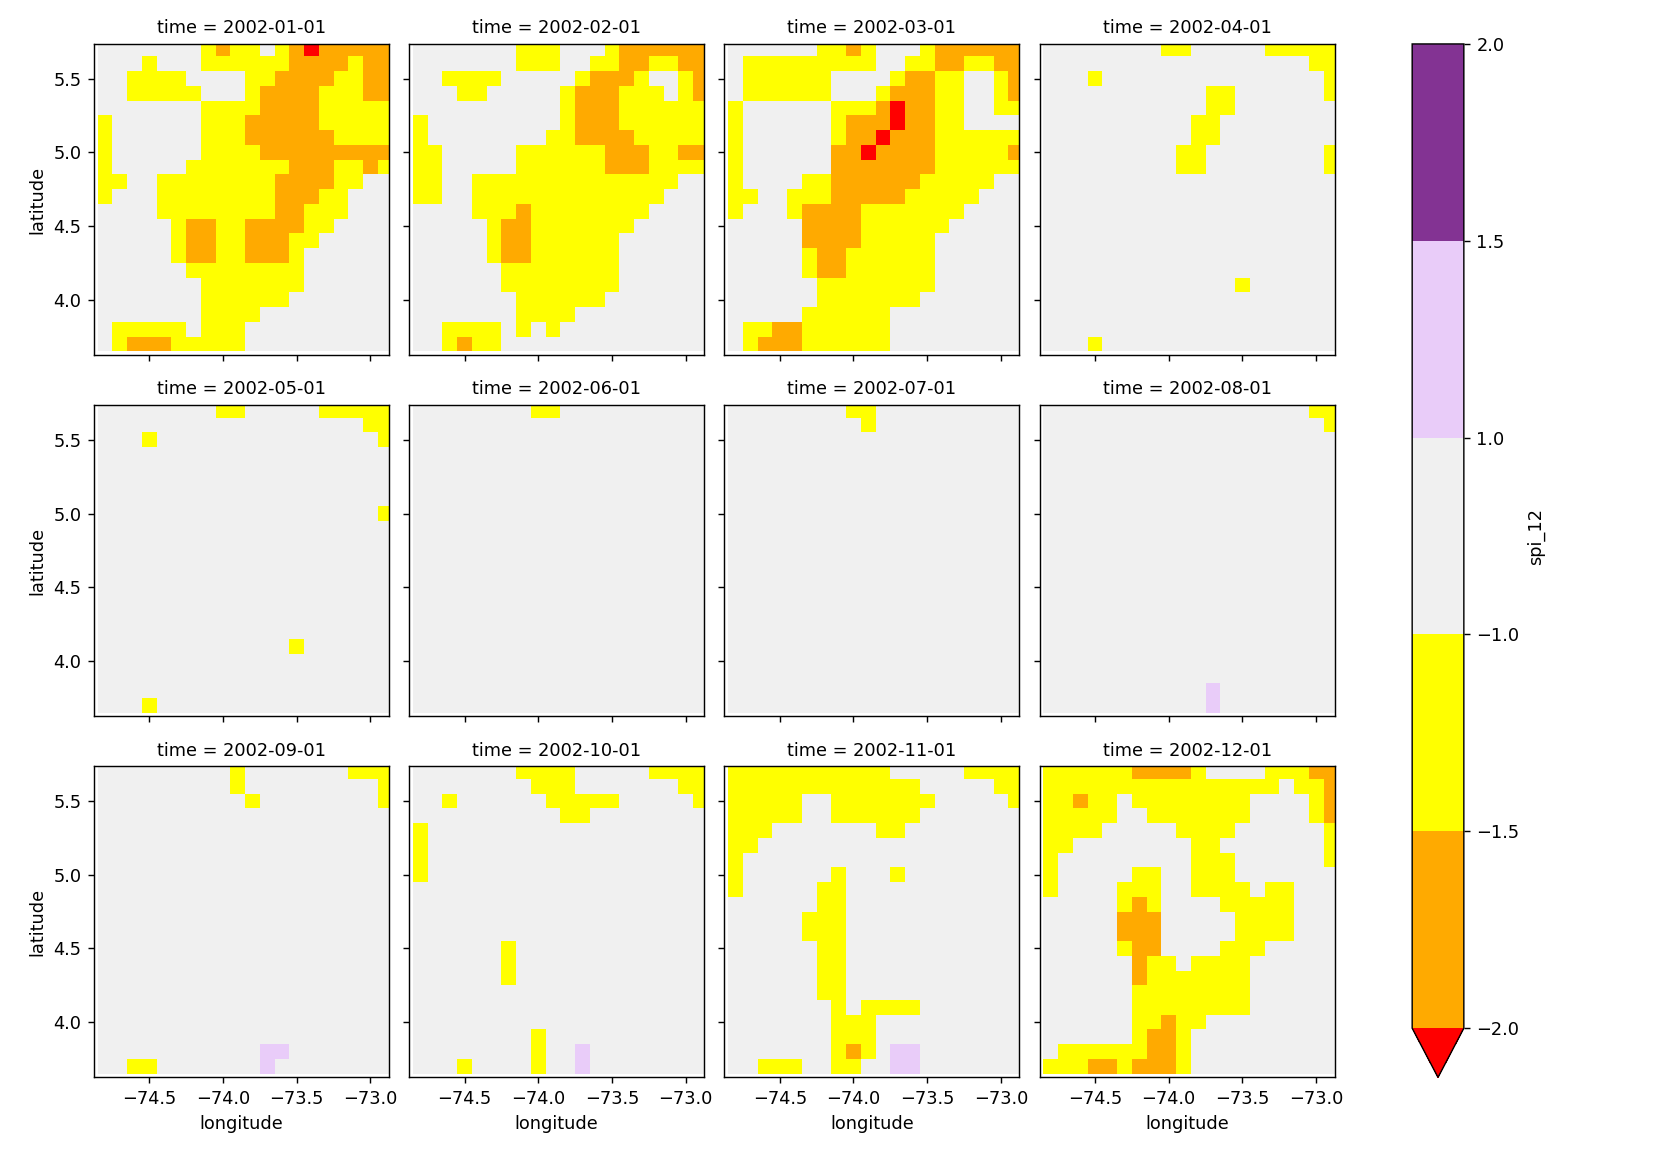 time = 2002-01-01
time = 2002-02-01
time = 2002-03-01
time = 2002-04-01
latitude
5.5
5.0
4.5
4.0
time = 2002-05-01
time = 2002-06-01
time = 2002-07-01
time = 2002-08-01
latitude
5.5
5.0
4.5
4.0
time = 2002-09-01
time = 2002-10-01
time = 2002-11-01
time = 2002-12-01
latitude
5.5
5.0
4.5
4.0
−74.5 −74.0 −73.5 −73.0
longitude
−74.5 −74.0 −73.5 −73.0
longitude
−74.5 −74.0 −73.5 −73.0
longitude
−74.5 −74.0 −73.5 −73.0
longitude
2.0
1.5
1.0
−1.0
−1.5
−2.0
spi_12